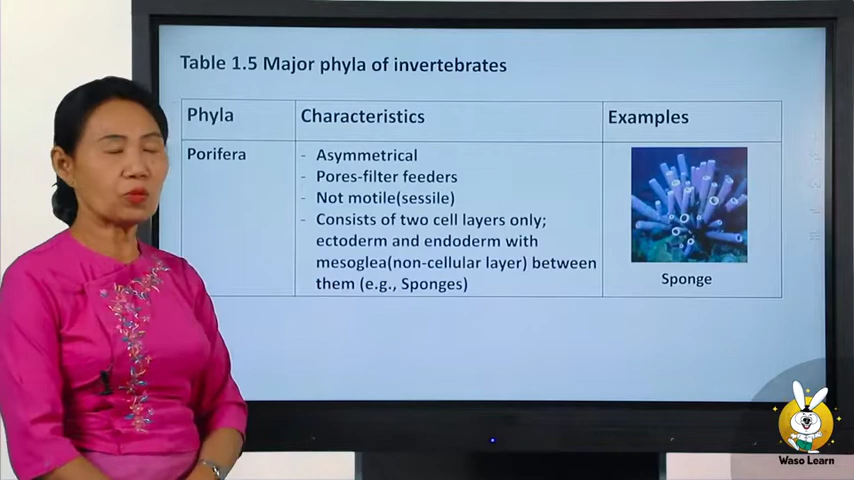 Table 1.5 Major phyla of invertebrates
Phyla
Characteristics
Examples
Porifera
- Asymmetrical
- Pores-filter feeders
- Not motile(sessile)
- Consists of two cell layers only;
ectoderm and endoderm with
mesoglea(non-cellular layer) between
them (e.g., Sponges)
Sponge
Waso Learn